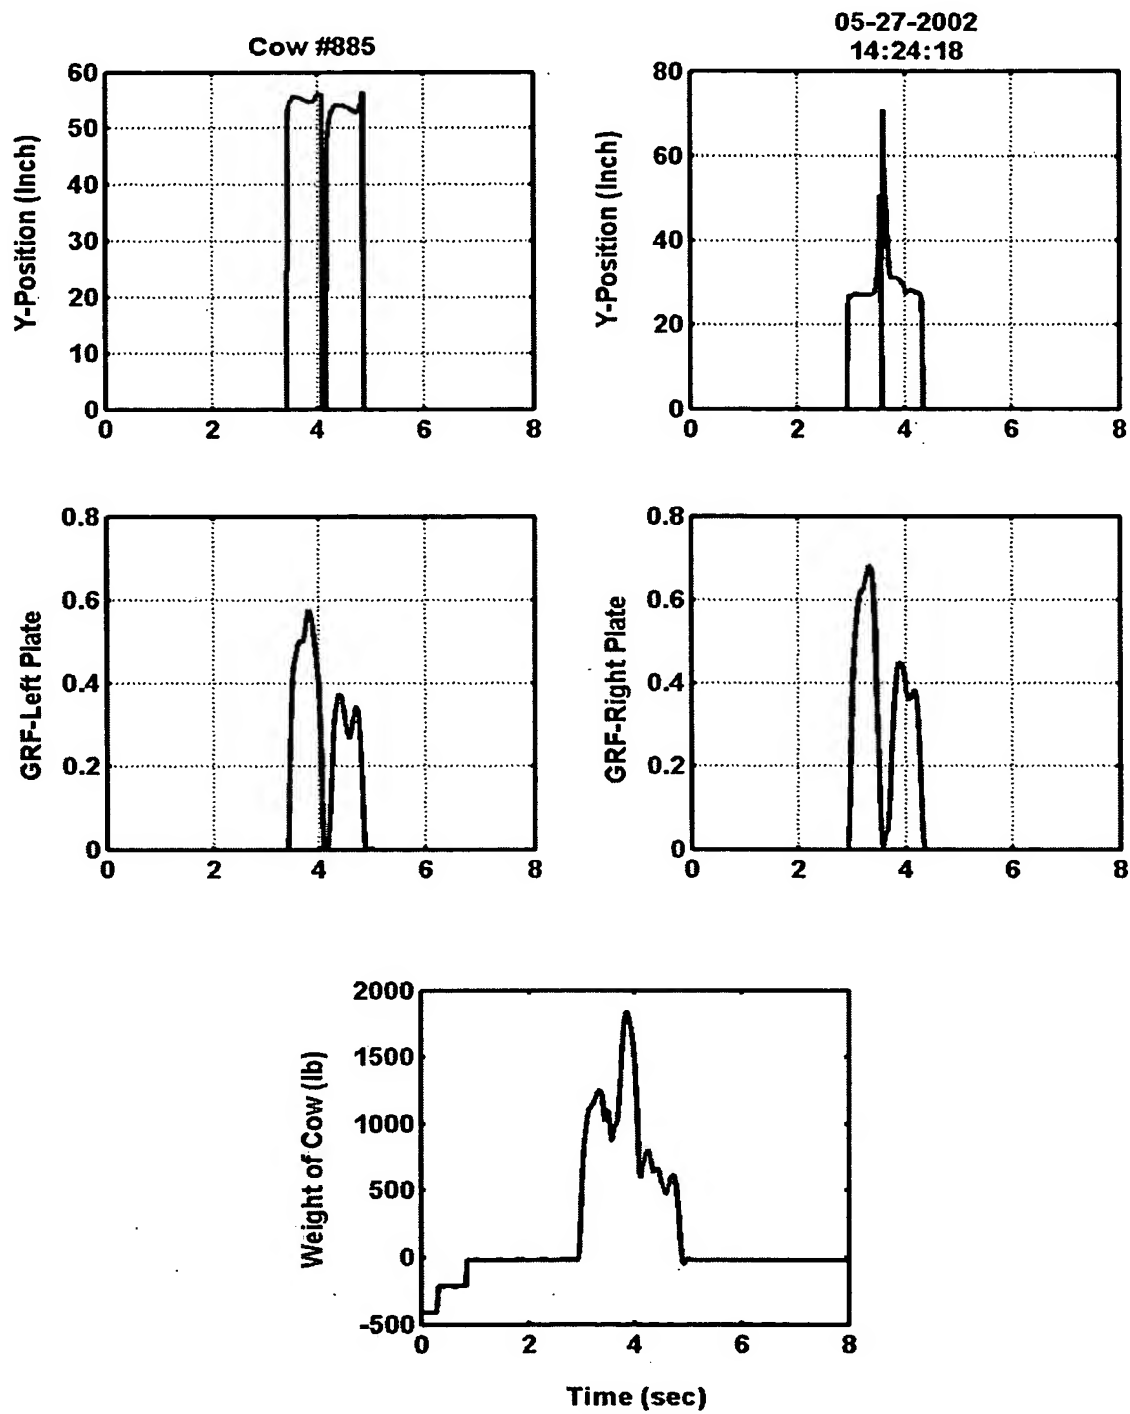 Cow #885
60
50
40
30
20
10
0
Y-Position (Inch)
0 2 4 6 8
05-27-2002
14:24:18
80
60
40
20
0
Y-Position (Inch)
0 2 4 6 8
0.8
0.6
0.4
0.2
0
GRF-Left Plate
0 2 4 6 8
0.8
0.6
0.4
0.2
0
GRF-Right Plate
0 2 4 6 8
2000
1500
1000
500
0
-500
Weight of Cow (lb)
0 2 4 6 8
Time (sec)